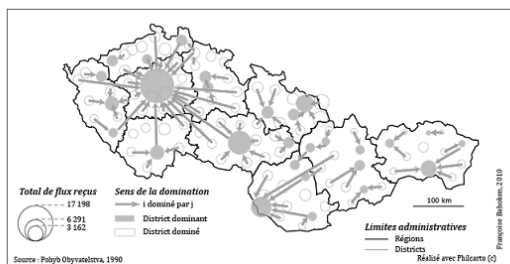 Total de flux reçus
17 198
6 291
3 162
Sens de la domination
i dominé par j
District dominant
District dominé
100 km
Limites administratives
Régions
Districts
Source : Pohyb Obyvatelstva, 1990
Réalisé avec Philcarto (c)
Françoise Bahoken, 2010